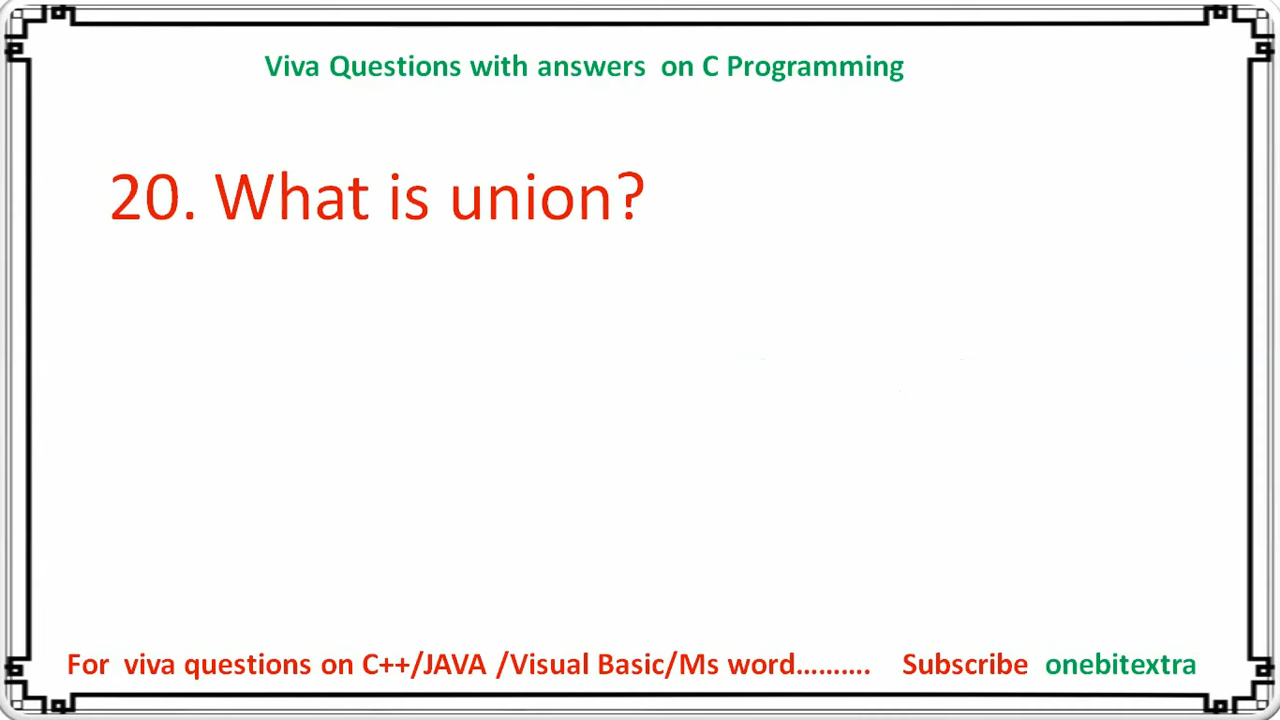 Viva Questions with answers on C Programming
20. What is union?
For viva questions on C++/JAVA /Visual Basic/Ms word.......... Subscribe onebitextra